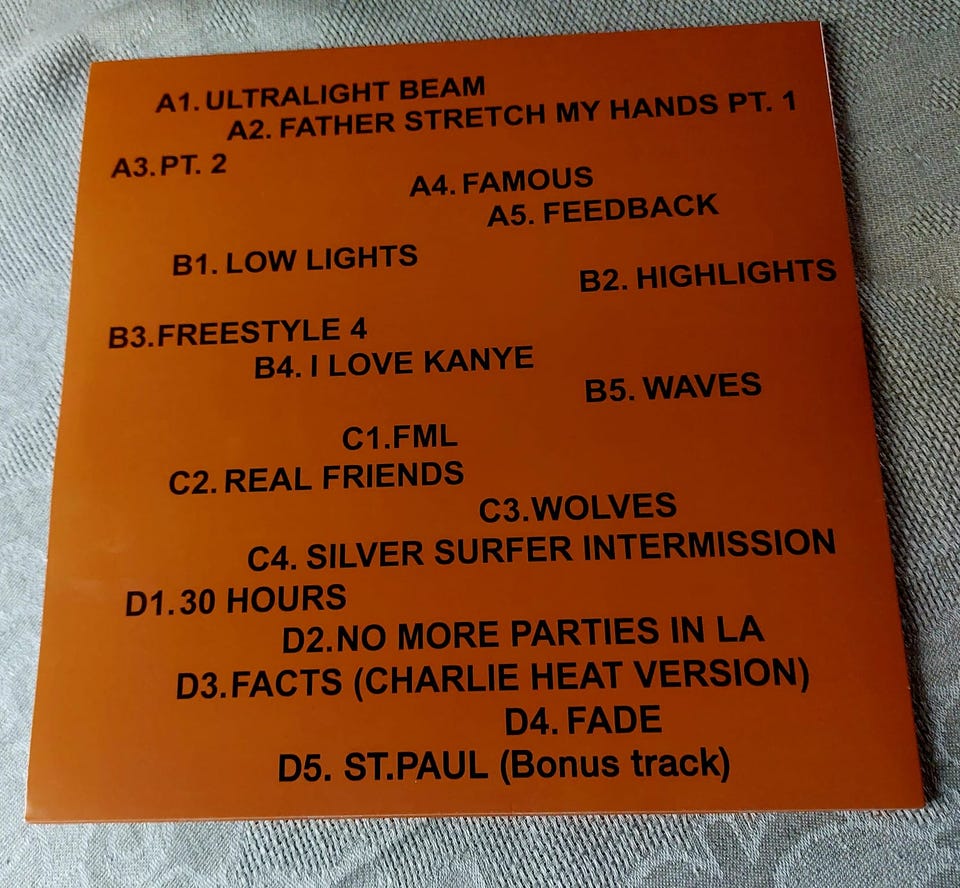 A1. ULTRALIGHT BEAM
A2. FATHER STRETCH MY HANDS PT. 1
A3. PT. 2
A4. FAMOUS
A5. FEEDBACK
B1. LOW LIGHTS
B2. HIGHLIGHTS
B3. FREESTYLE 4
B4. I LOVE KANYE
B5. WAVES
C1. FML
C2. REAL FRIENDS
C3. WOLVES
C4. SILVER SURFER INTERMISSION
D1. 30 HOURS
D2. NO MORE PARTIES IN LA
D3. FACTS (CHARLIE HEAT VERSION)
D4. FADE
D5. ST.PAUL (Bonus track)